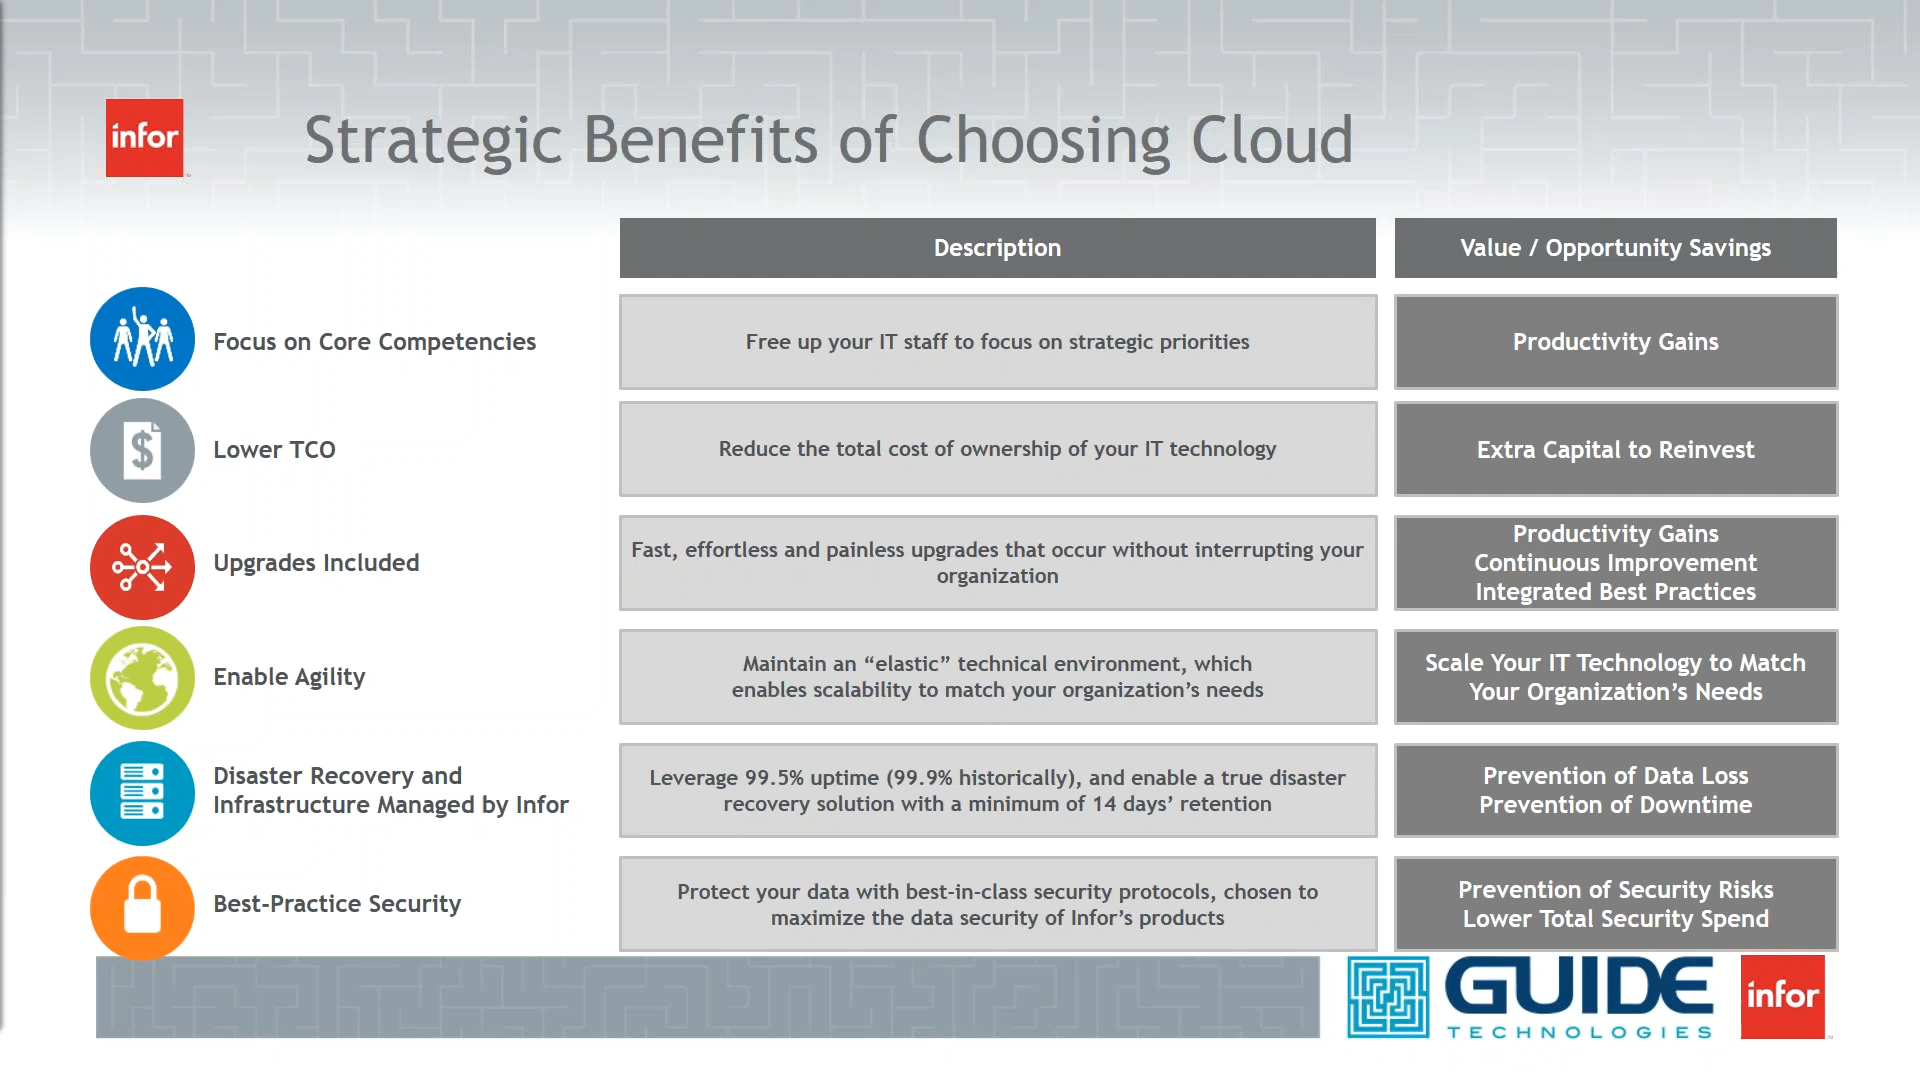 infor
Strategic Benefits of Choosing Cloud
Description
Value / Opportunity Savings
Focus on Core Competencies
Free up your IT staff to focus on strategic priorities
Productivity Gains
$
Lower TCO
Reduce the total cost of ownership of your IT technology
Extra Capital to Reinvest
Upgrades Included
Fast, effortless and painless upgrades that occur without interrupting your
organization
Productivity Gains
Continuous Improvement
Integrated Best Practices
Enable Agility
Maintain an “elastic” technical environment, which
enables scalability to match your organization’s needs
Scale Your IT Technology to Match
Your Organization’s Needs
Disaster Recovery and
Infrastructure Managed by Infor
Leverage 99.5% uptime (99.9% historically), and enable a true disaster
recovery solution with a minimum of 14 days’ retention
Prevention of Data Loss
Prevention of Downtime
Best-Practice Security
Protect your data with best-in-class security protocols, chosen to
maximize the data security of Infor’s products
Prevention of Security Risks
Lower Total Security Spend
GUIDE
TECHNOLOGIES
infor